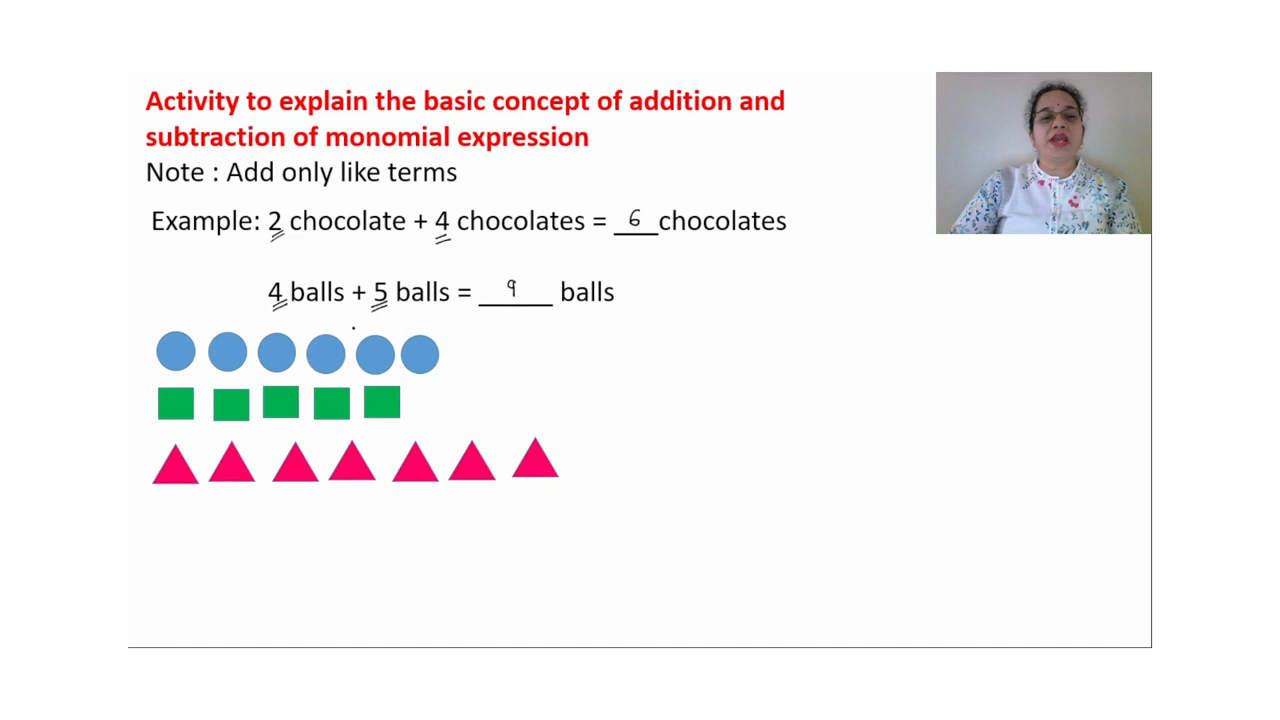 Activity to explain the basic concept of addition and
subtraction of monomial expression
Note : Add only like terms
Example: 2 chocolate + 4 chocolates = 6 chocolates
4 balls + 5 balls = 9 balls